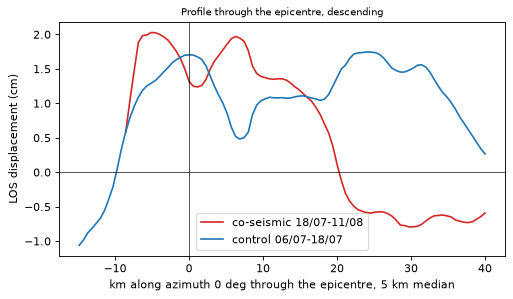 Profile through the epicentre, descending
LOS displacement (cm)
2.0
1.5
1.0
0.5
0.0
−0.5
−1.0
co-seismic 18/07-11/08
control 06/07-18/07
−10 0 10 20 30 40
km along azimuth 0 deg through the epicentre, 5 km median